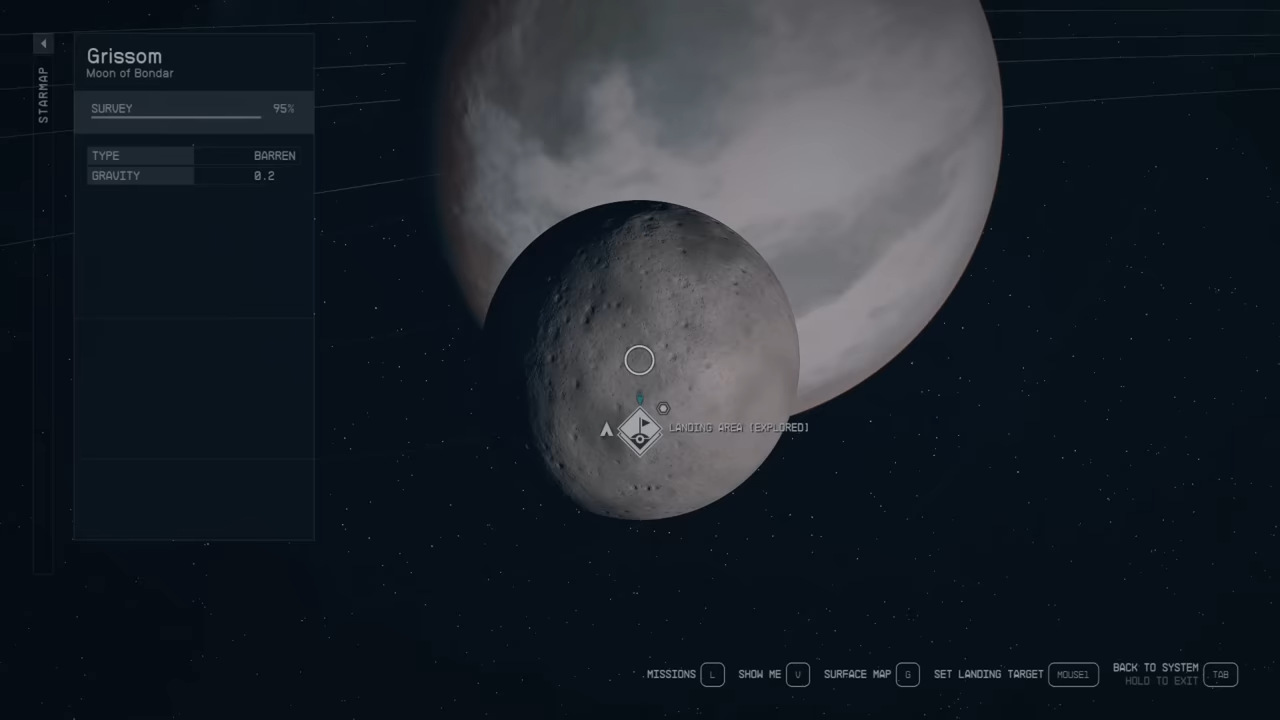 STARMAP
Grissom
Moon of Bondar
SURVEY 95%
TYPE BARREN
GRAVITY 0.2
LANDING AREA [EXPLORED]
MISSIONS L SHOW ME V SURFACE MAP G SET LANDING TARGET MOUSE1 BACK TO SYSTEM TAB
HOLD TO EXIT